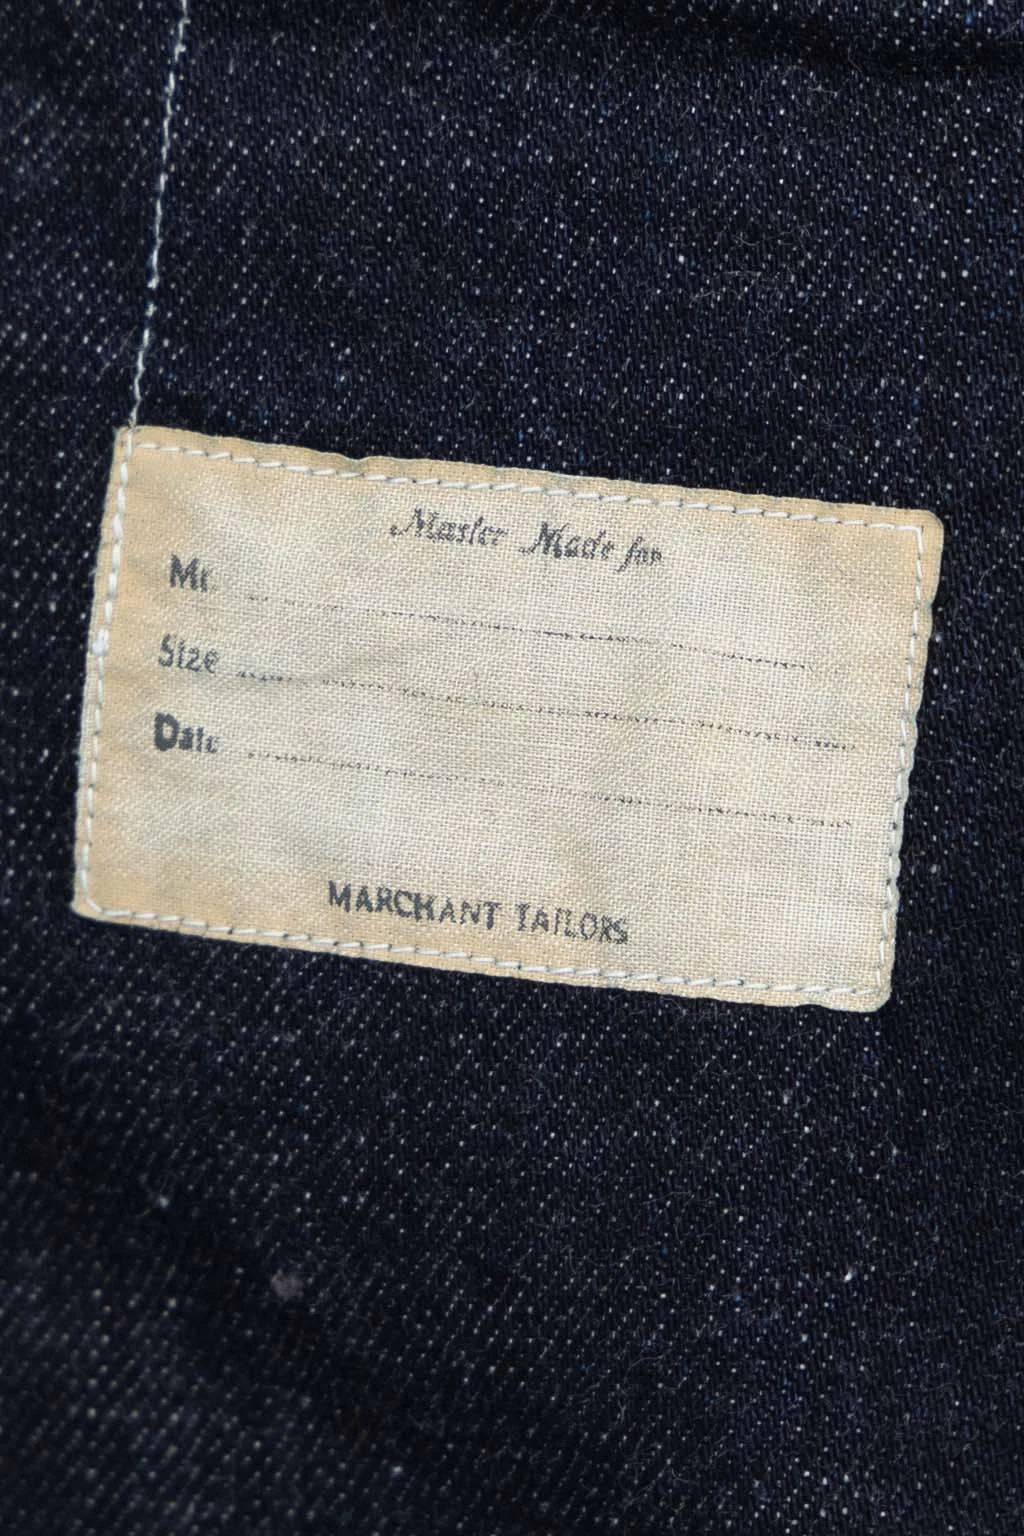 Master Made for
Mr.
Size
Date
MARCHANT TAILORS